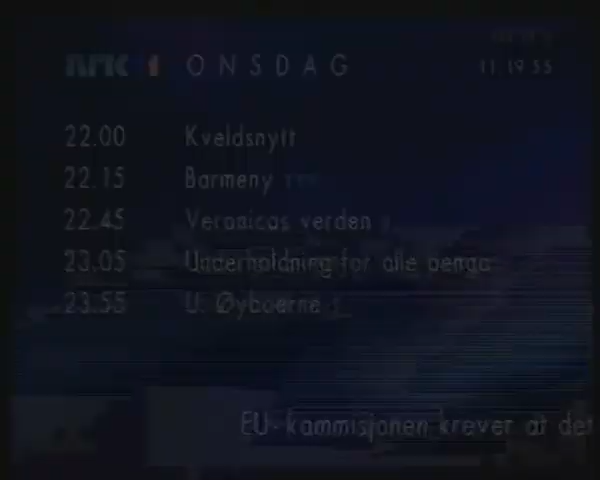 NRK 1 ONSDAG
11.19.55
22.00 Kveldsnytt
22.15 Barmeny
22.45 Veronicas verden
23.05 Underholdning for alle penga
23.55 U: Øyboerne
EU-kommisjonen krever at det